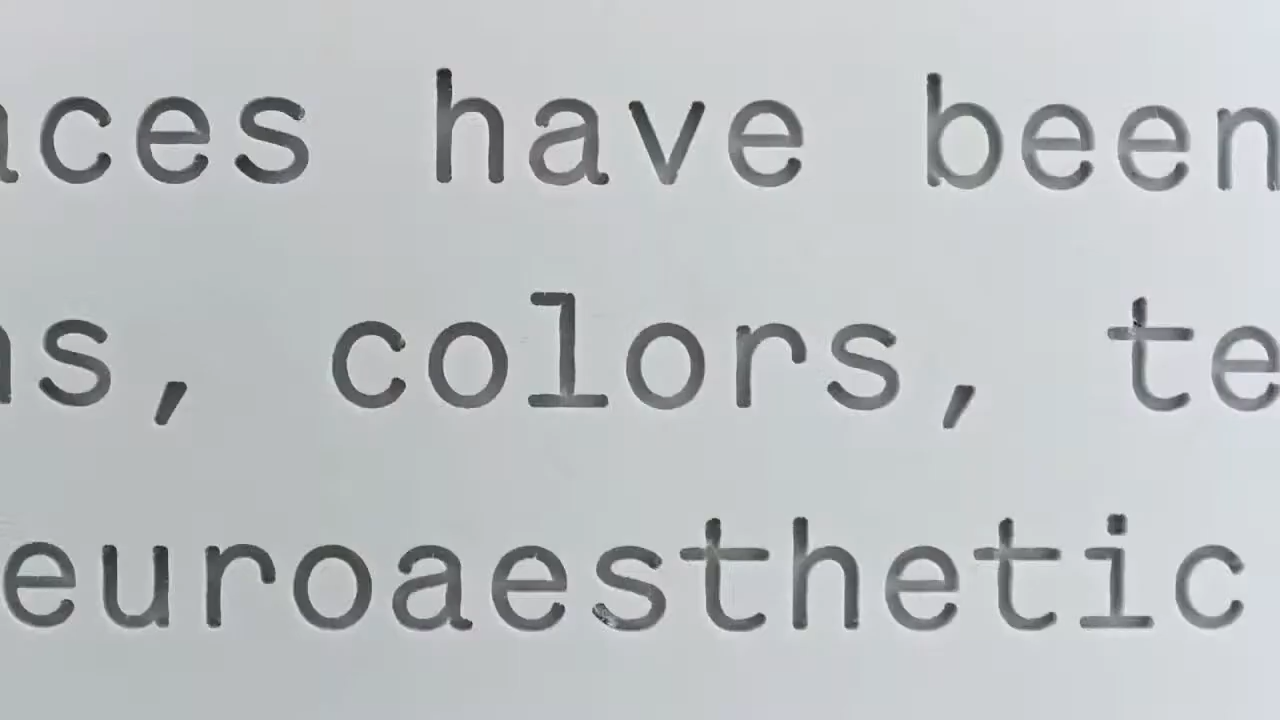 aces have been
ns, colors, te
euroaesthetic